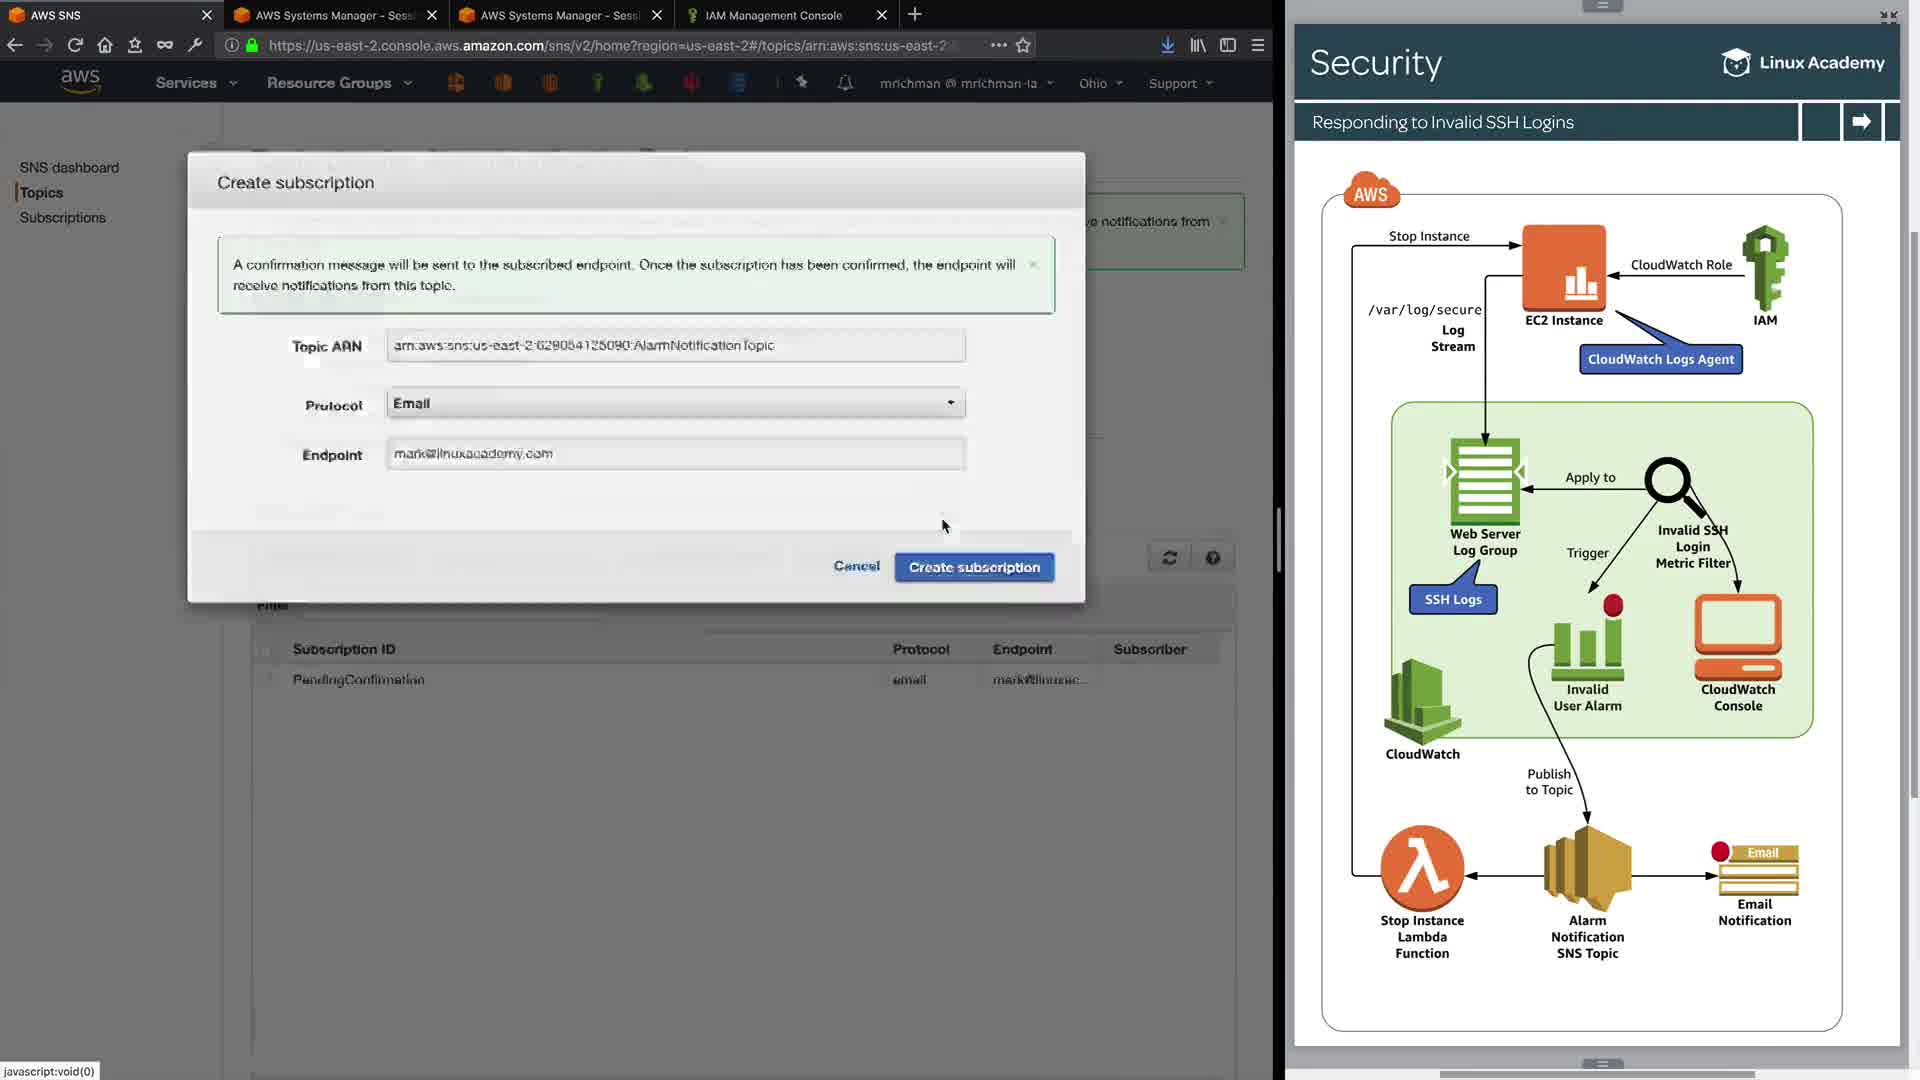 AWS SNS
AWS Systems Manager - Sessi
AWS Systems Manager - Sessi
IAM Management Console
https://us-east-2.console.aws.amazon.com/sns/v2/home?region=us-east-2#/topics/arn:aws:sns:us-east-2
aws
Services
Resource Groups
mrichman @ mrichman-la
Ohio
Support
SNS dashboard
Topics
Subscriptions
Create subscription
e notifications from
A confirmation message will be sent to the subscribed endpoint. Once the subscription has been confirmed, the endpoint will
receive notifications from this topic.
Topic ARN
arn:aws:sns:us-east-2:629054125090:AlarmNotificationTopic
Protocol
Email
Endpoint
mark@linuxacademy.com
Cancel
Create subscription
Filter
Subscription ID
Protocol
Endpoint
Subscriber
PendingConfirmation
email
mark@linuxac...
javascript:void(0)
Security
Linux Academy
Responding to Invalid SSH Logins
AWS
Stop Instance
CloudWatch Role
/var/log/secure
Log
Stream
EC2 Instance
IAM
CloudWatch Logs Agent
Apply to
Web Server
Log Group
Invalid SSH
Login
Metric Filter
Trigger
SSH Logs
Invalid
User Alarm
CloudWatch
Console
CloudWatch
Publish
to Topic
Email
Stop Instance
Lambda
Function
Alarm
Notification
SNS Topic
Email
Notification